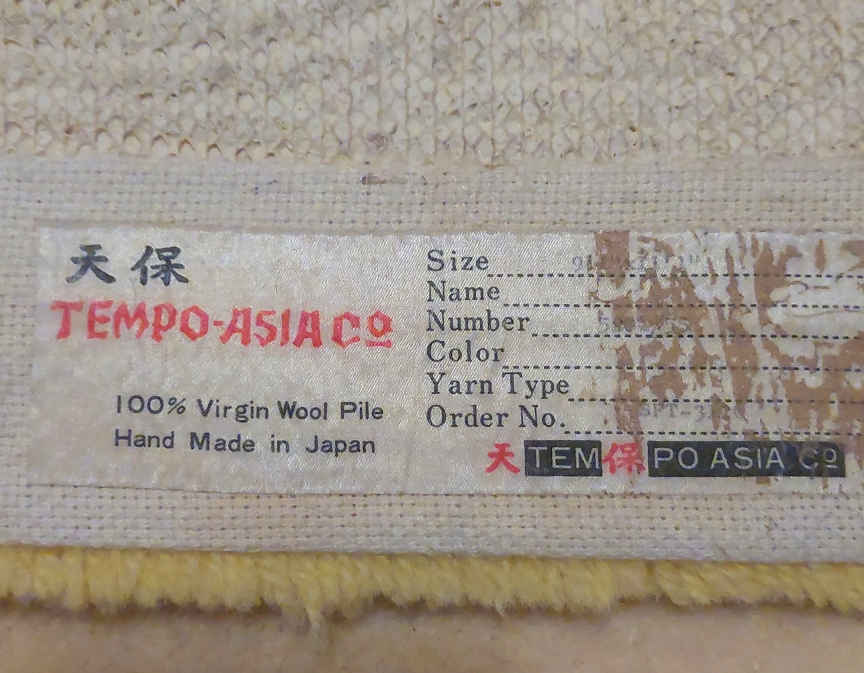 天保
TEMPO-ASIA Co
100% Virgin Wool Pile
Hand Made in Japan
Size
Name
Number
Color
Yarn Type
Order No.
天 TEM 保 PO ASIA Co